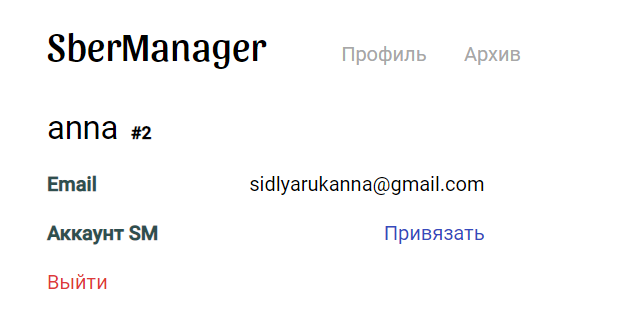 SberManager Профиль Архив
anna #2
Email sidlyarukanna@gmail.com
Аккаунт SM Привязать
Выйти